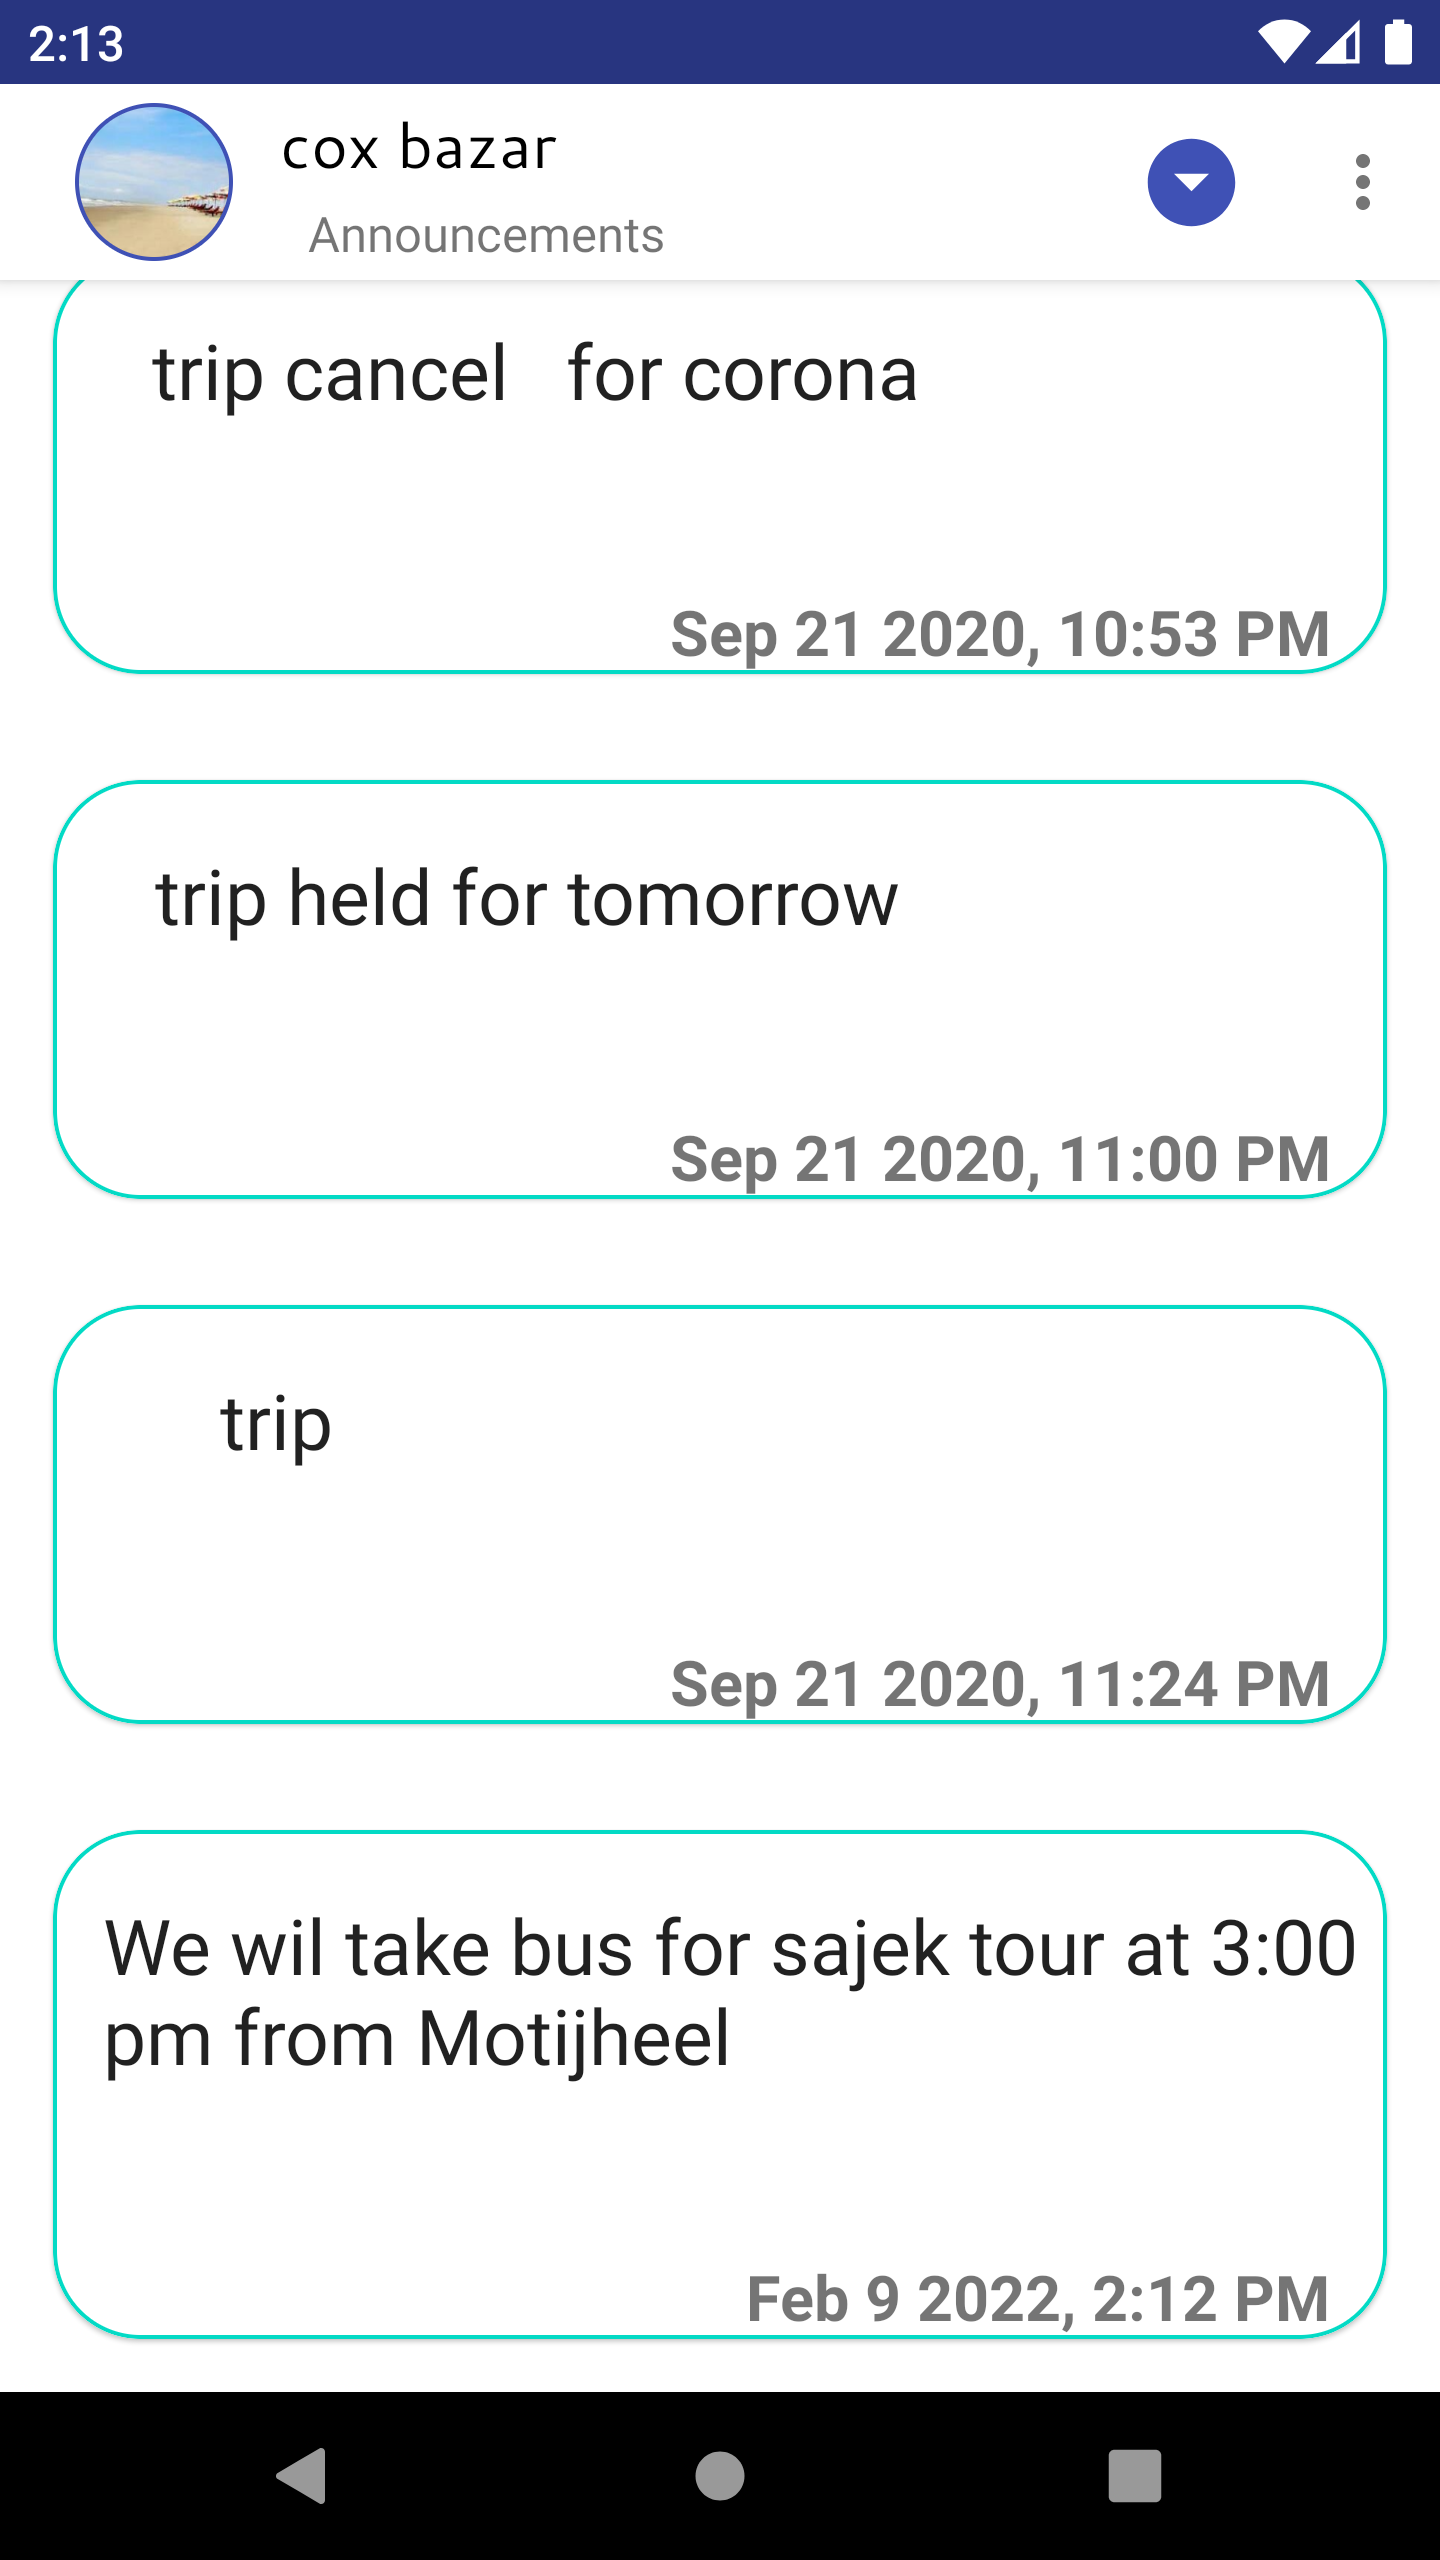 2:13
cox bazar
Announcements
trip cancel   for corona
Sep 21 2020, 10:53 PM
trip held for tomorrow
Sep 21 2020, 11:00 PM
trip
Sep 21 2020, 11:24 PM
We wil take bus for sajek tour at 3:00
pm from Motijheel
Feb 9 2022, 2:12 PM